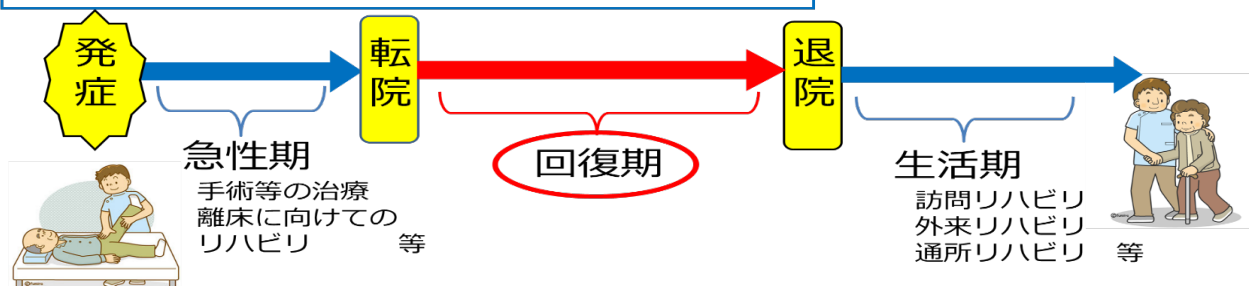 発症
転院
退院
急性期
手術等の治療
離床に向けての
リハビリ 等
回復期
生活期
訪問リハビリ
外来リハビリ
通所リハビリ 等